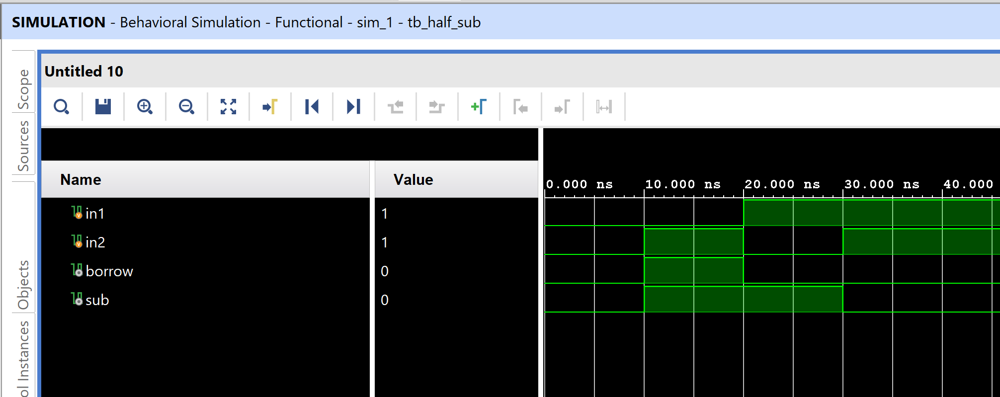 SIMULATION - Behavioral Simulation - Functional - sim_1 - tb_half_sub
Untitled 10
Scope
Sources
Objects
ol Instances
Name Value
0.000 ns 10.000 ns 20.000 ns 30.000 ns 40.000
in1 1
in2 1
borrow 0
sub 0